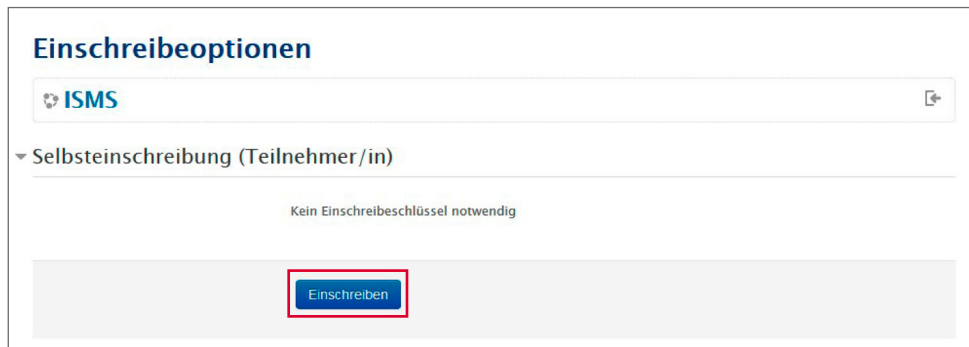 Einschreibeoptionen
ISMS
Selbsteinschreibung (Teilnehmer/in)
Kein Einschreibeschlüssel notwendig
Einschreiben